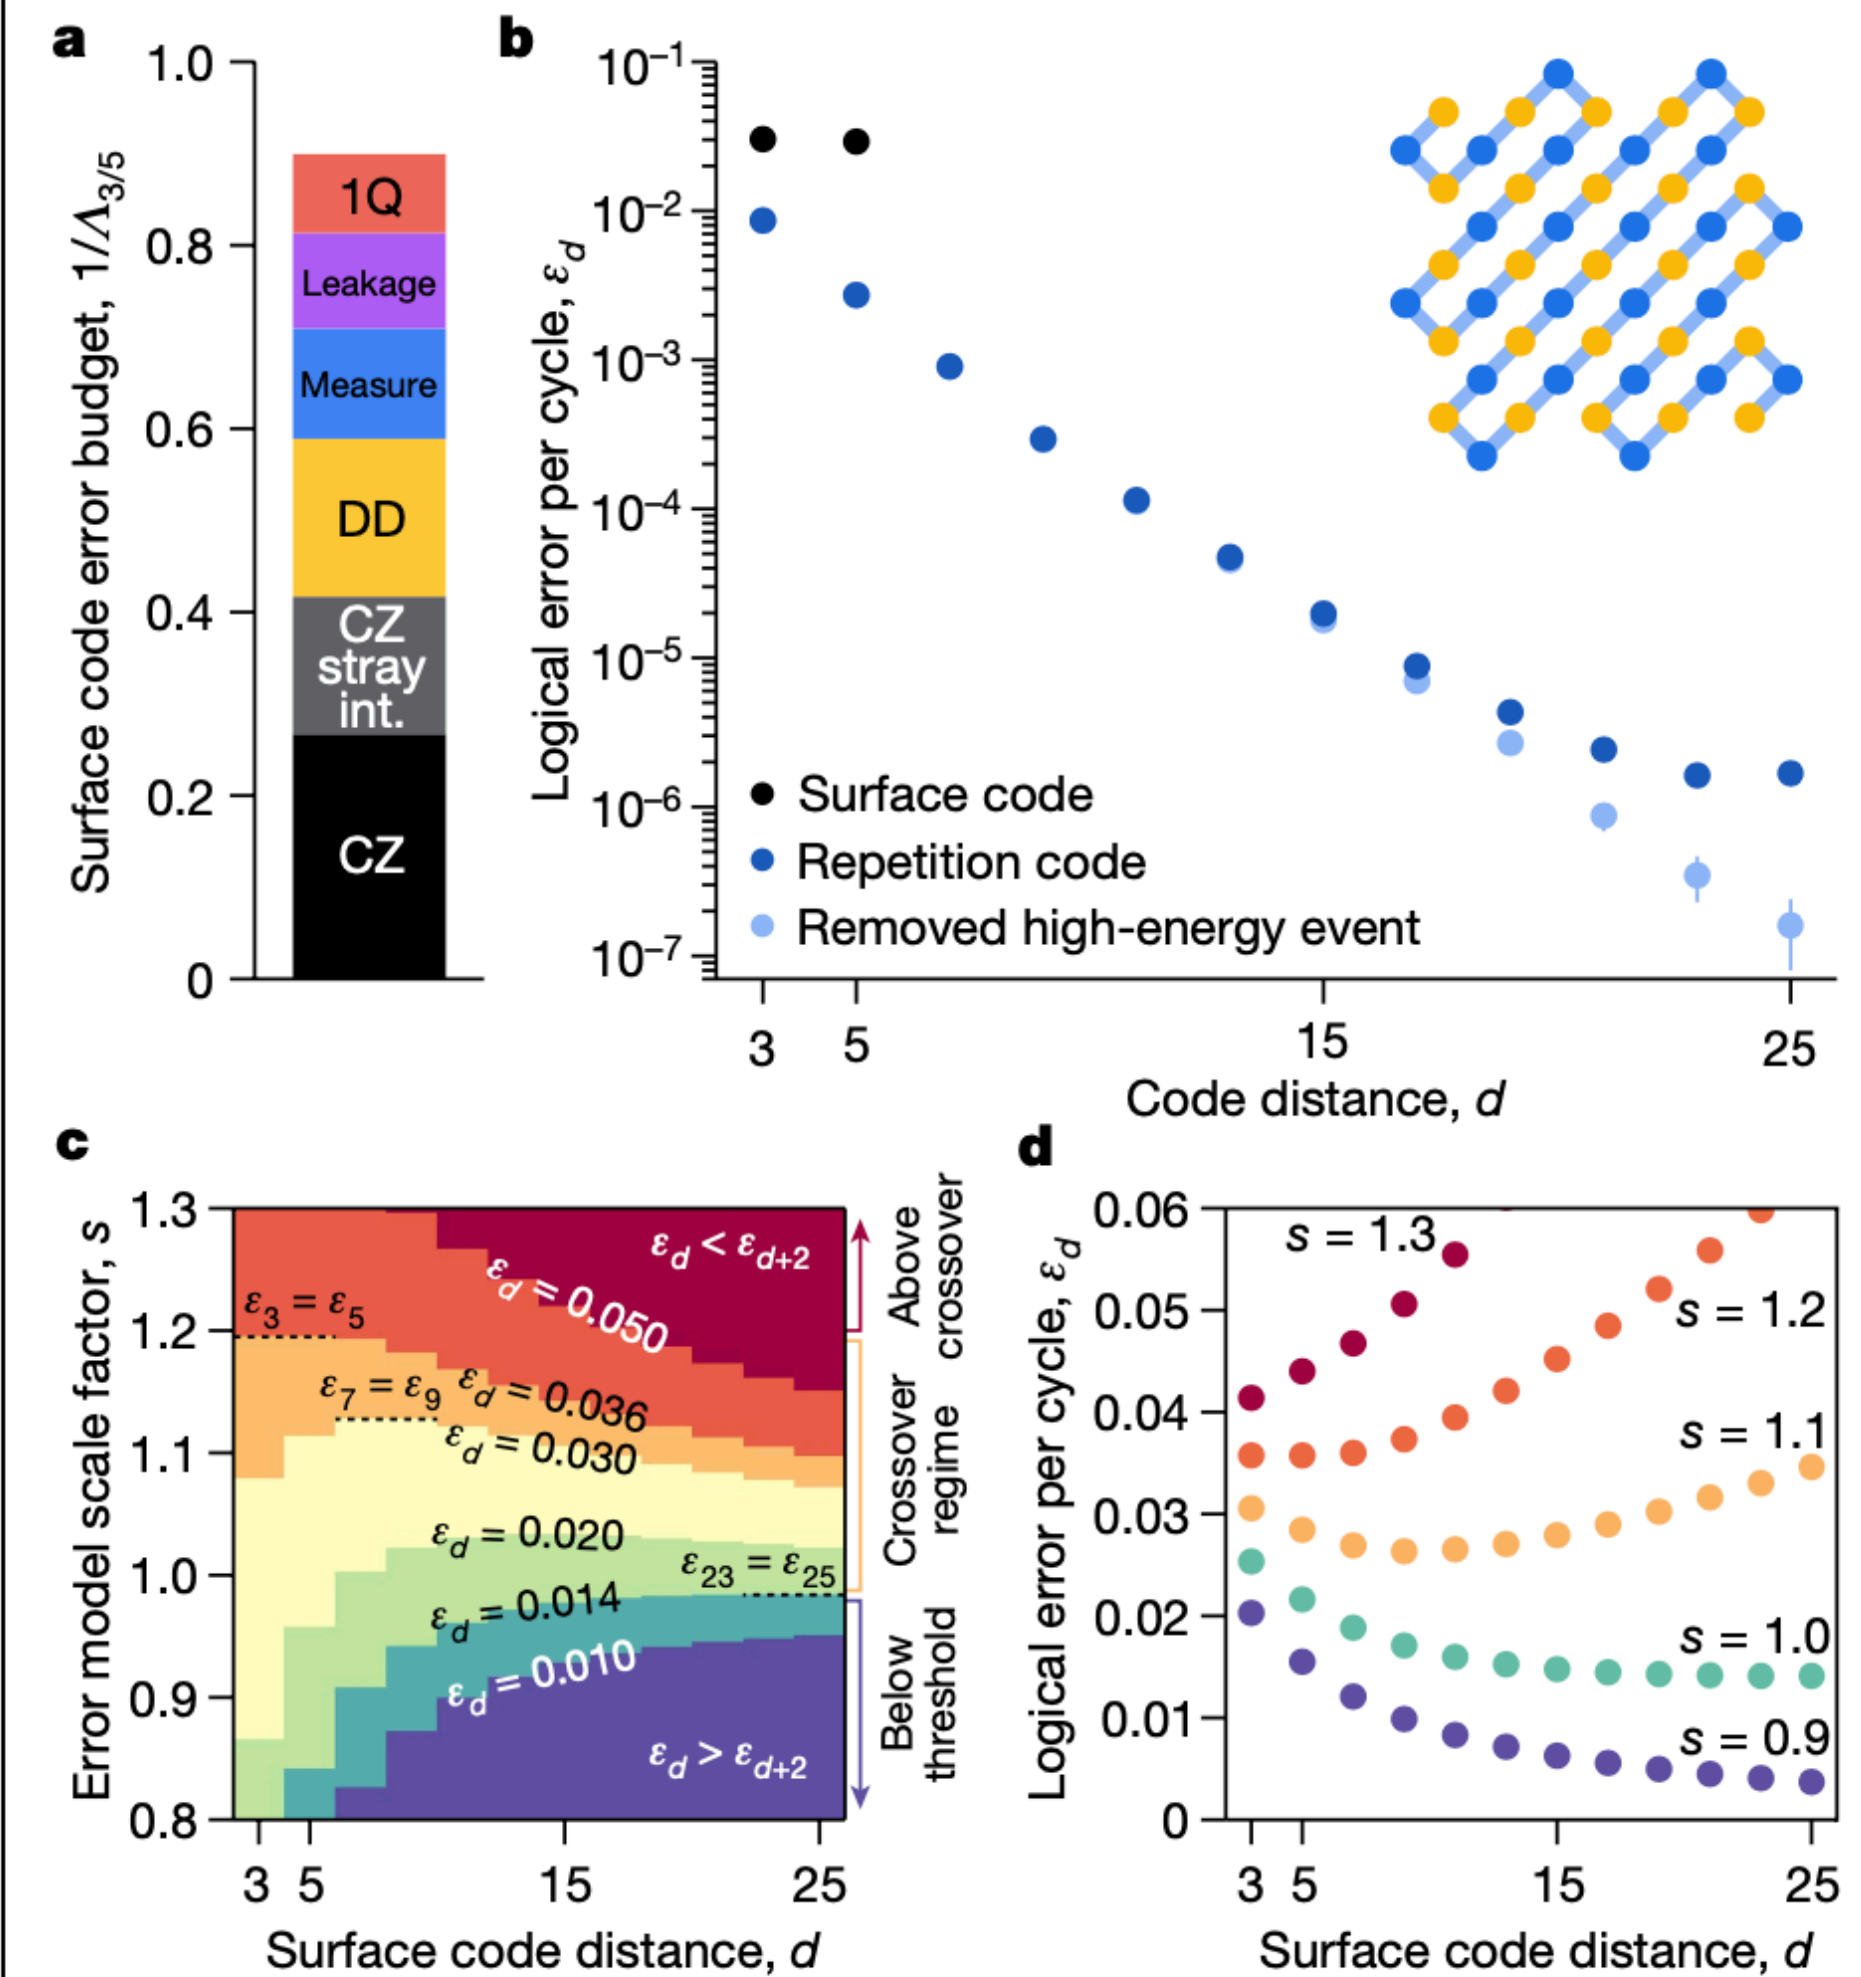 a
Surface code error budget, 1/Λ3/5
1.0
0.8
0.6
0.4
0.2
0
1Q
Leakage
Measure
DD
CZ
stray
int.
CZ
b
Logical error per cycle, εd
10−1
10−2
10−3
10−4
10−5
10−6
10−7
Surface code
Repetition code
Removed high-energy event
3
5
15
25
Code distance, d
c
Error model scale factor, s
1.3
1.2
1.1
1.0
0.9
0.8
εd < εd+2
εd = 0.050
ε3 = ε5
ε7 = ε9
εd = 0.036
εd = 0.030
εd = 0.020
ε23 = ε25
εd = 0.014
εd = 0.010
εd > εd+2
Above
crossover
Crossover
regime
Below
threshold
3
5
15
25
Surface code distance, d
d
Logical error per cycle, εd
0.06
0.05
0.04
0.03
0.02
0.01
0
s = 1.3
s = 1.2
s = 1.1
s = 1.0
s = 0.9
3
5
15
25
Surface code distance, d